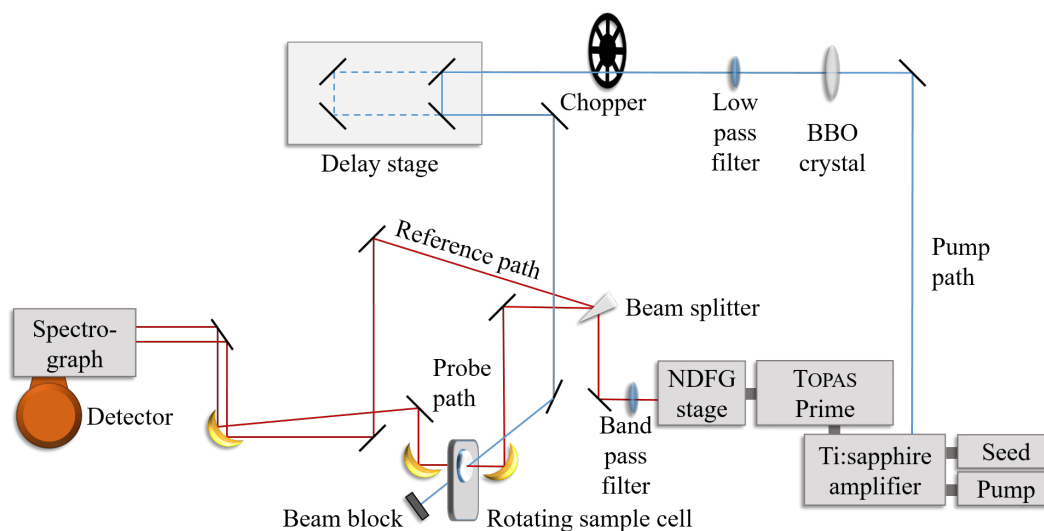 Chopper
Low
pass
filter
BBO
crystal
Delay stage
Reference path
Pump
path
Beam splitter
Spectro-
graph
Probe
path
NDFG
stage
TOPAS
Prime
Detector
Band
pass
filter
Ti:sapphire
amplifier
Seed
Pump
Beam block
Rotating sample cell